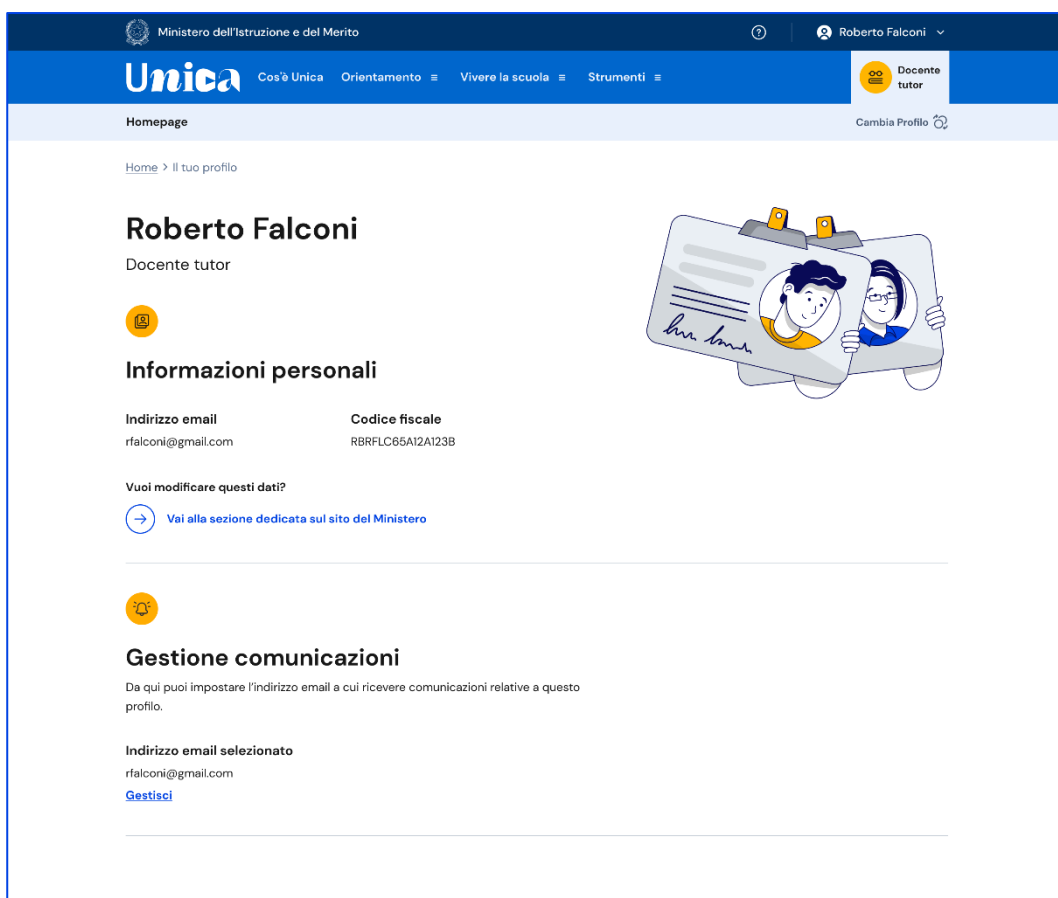 Ministero dell'Istruzione e del Merito
Roberto Falconi
Unica
Cos'è Unica Orientamento Vivere la scuola Strumenti
Docente
tutor
Homepage
Cambia Profilo
Home > Il tuo profilo
Roberto Falconi
Docente tutor
Informazioni personali
Indirizzo email Codice fiscale
rfalconi@gmail.com RBRFLC65A12A123B
Vuoi modificare questi dati?
Vai alla sezione dedicata sul sito del Ministero
Gestione comunicazioni
Da qui puoi impostare l'indirizzo email a cui ricevere comunicazioni relative a questo
profilo.
Indirizzo email selezionato
rfalconi@gmail.com
Gestisci